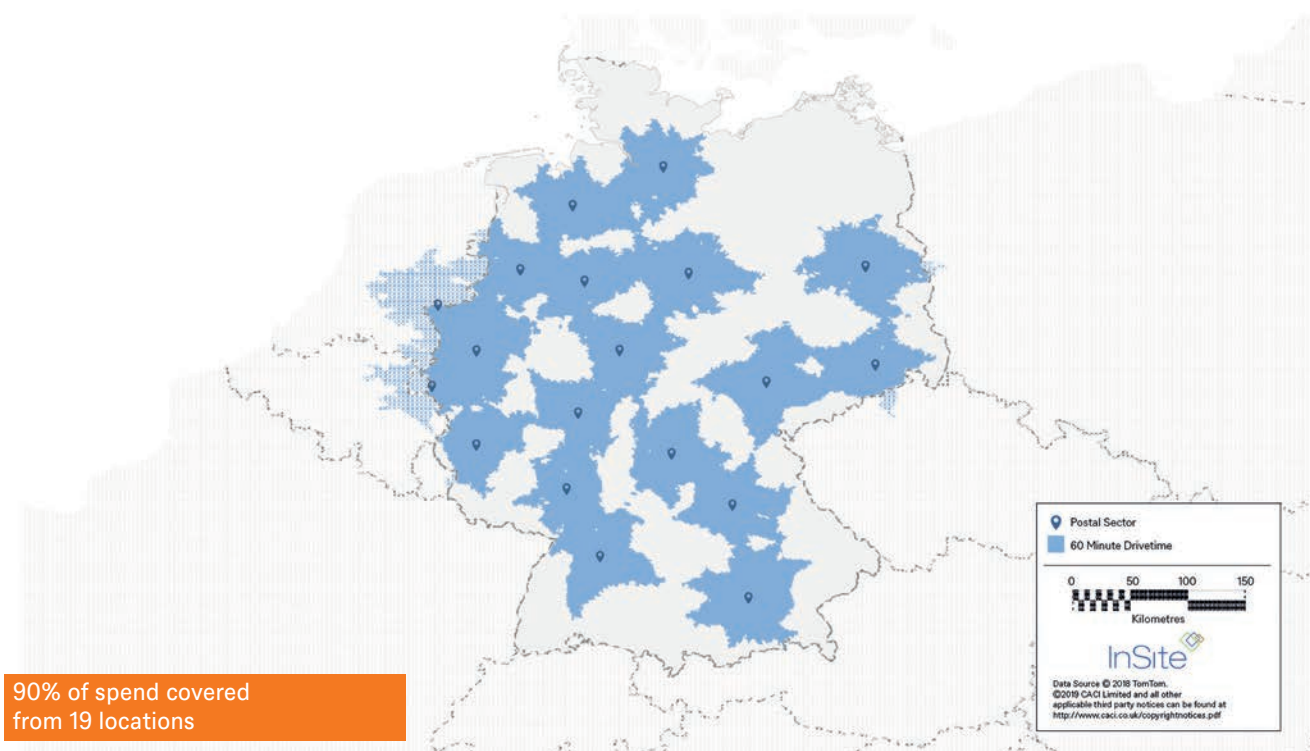 Postal Sector
60 Minute Drivetime
0 50 100 150
Kilometres
InSite
Data Source © 2018 TomTom.
©2019 CACI Limited and all other
applicable third party notices can be found at
http://www.caci.co.uk/copyrightnotices.pdf
90% of spend covered
from 19 locations